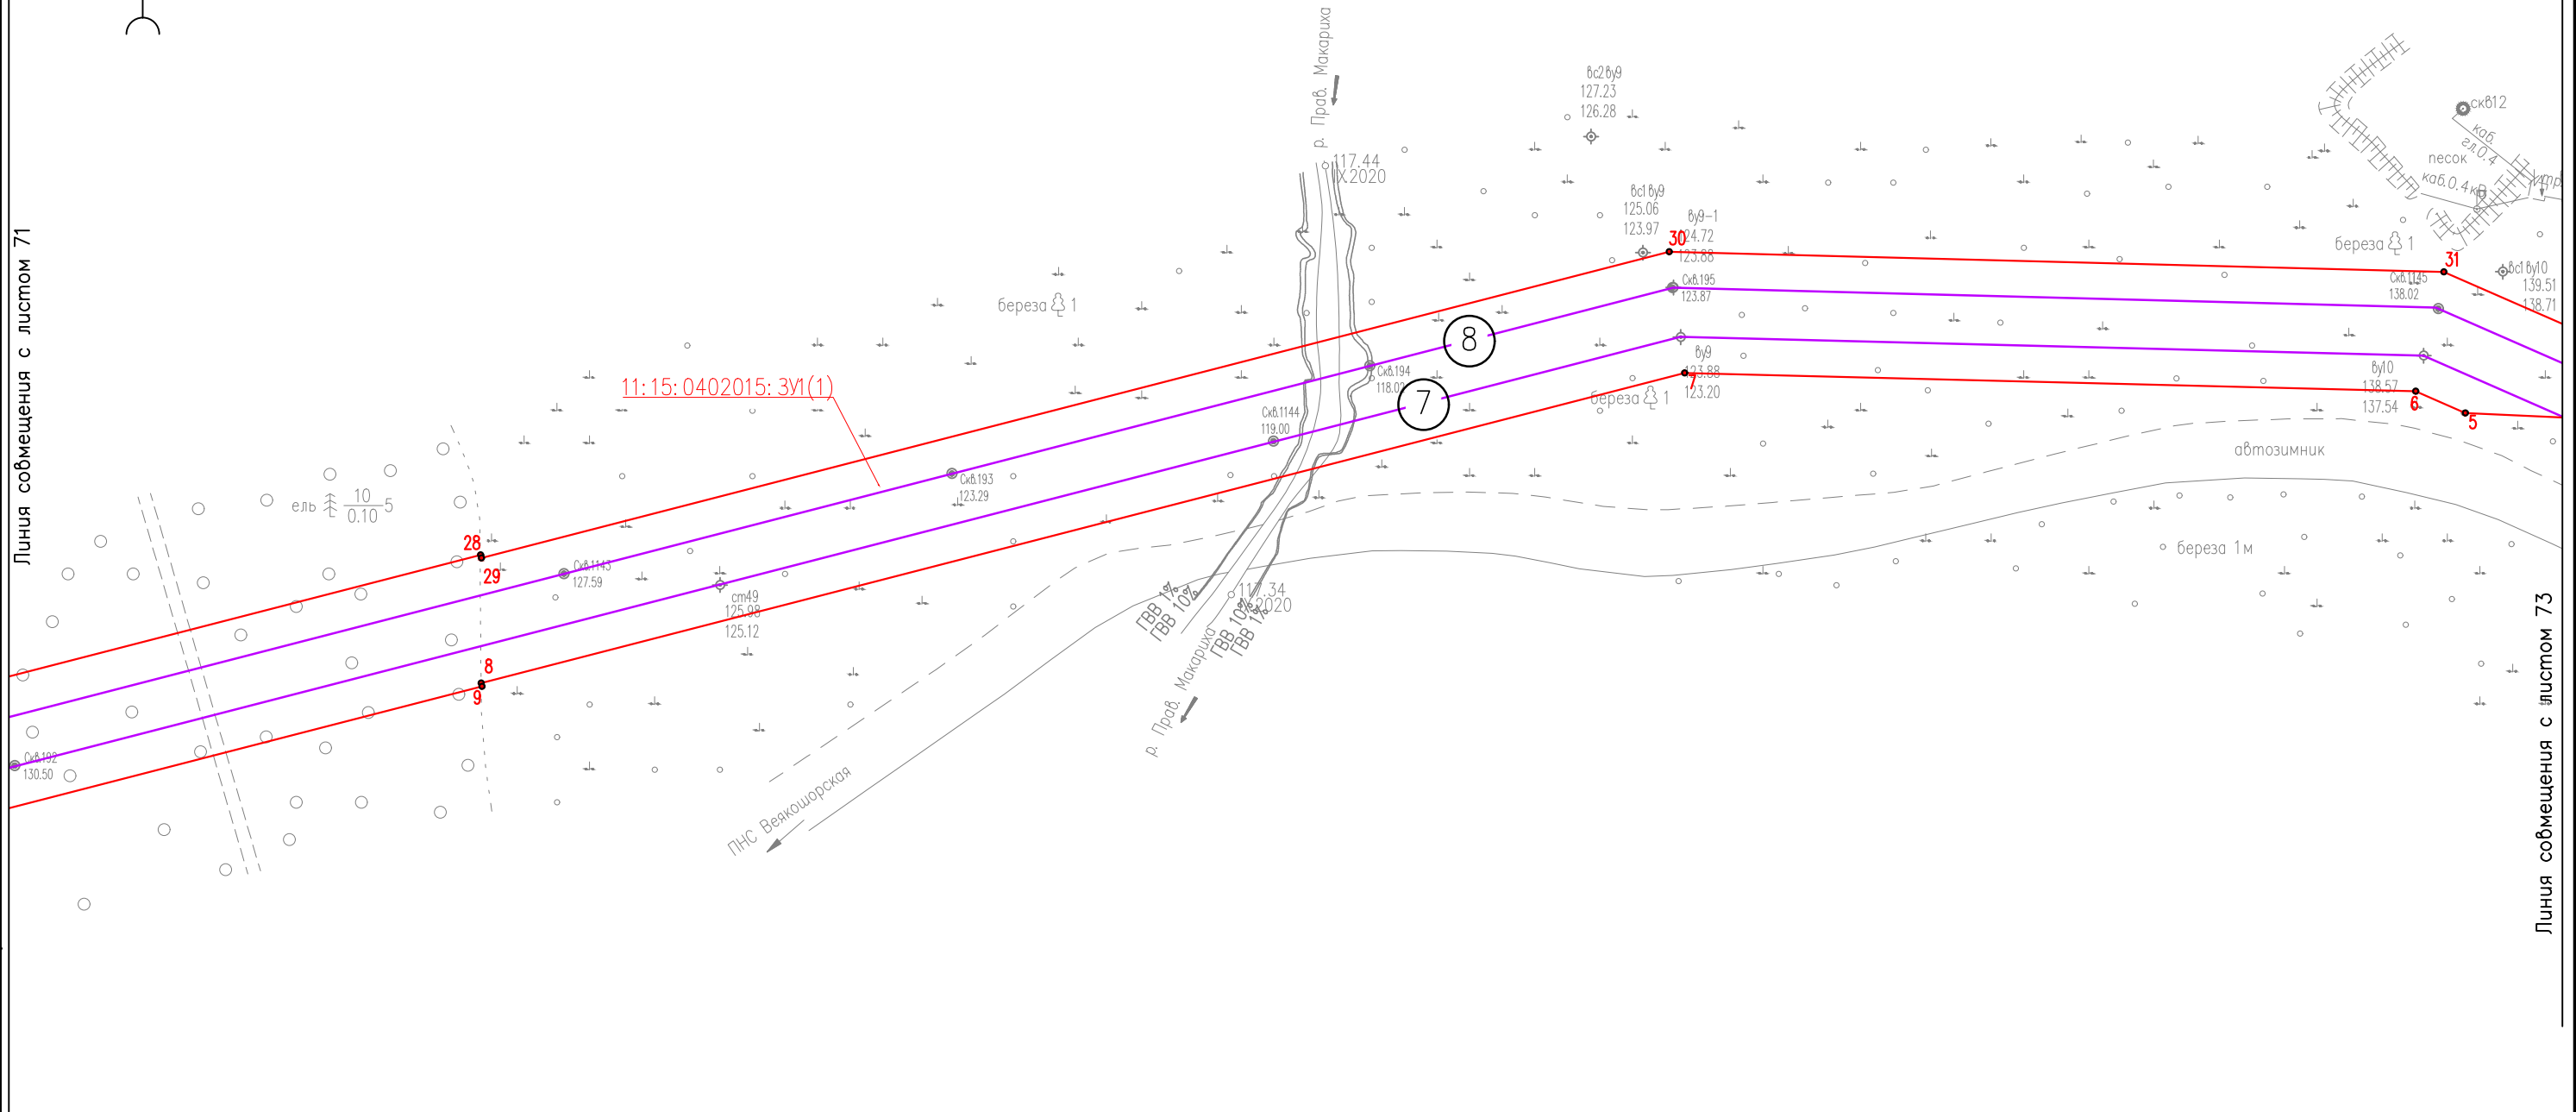 Линия совмещения с листом 71
р. Прав. Макариха
117.44
IX.2020
вс2ву9
127.23
126.28
скв12
каб.
гл.0.4
песок
каб.0.4кВ
вс1ву9
125.06
123.97
ву9-1
124.72
123.88
30
береза 1
31
вс1ву10
139.51
138.71
Скв.1145
138.02
Скв.195
123.87
береза 1
8
11:15:0402015:ЗУ1(1)
Скв.194
118.02
7
Скв.1144
119.00
ву9
123.88
123.20
7
береза 1
ву10
138.57
137.54
6
5
автозимник
ель 10 5
0.10
Скв.193
123.29
28
29
Скв.1143
127.59
ст49
125.98
125.12
береза 1м
117.34
IX.2020
ГВВ 1%
ГВВ 10%
ГВВ 10%
ГВВ 1%
р. Прав. Макариха
8
9
Скв.192
130.50
ПНС Веякошорская
Линия совмещения с листом 73